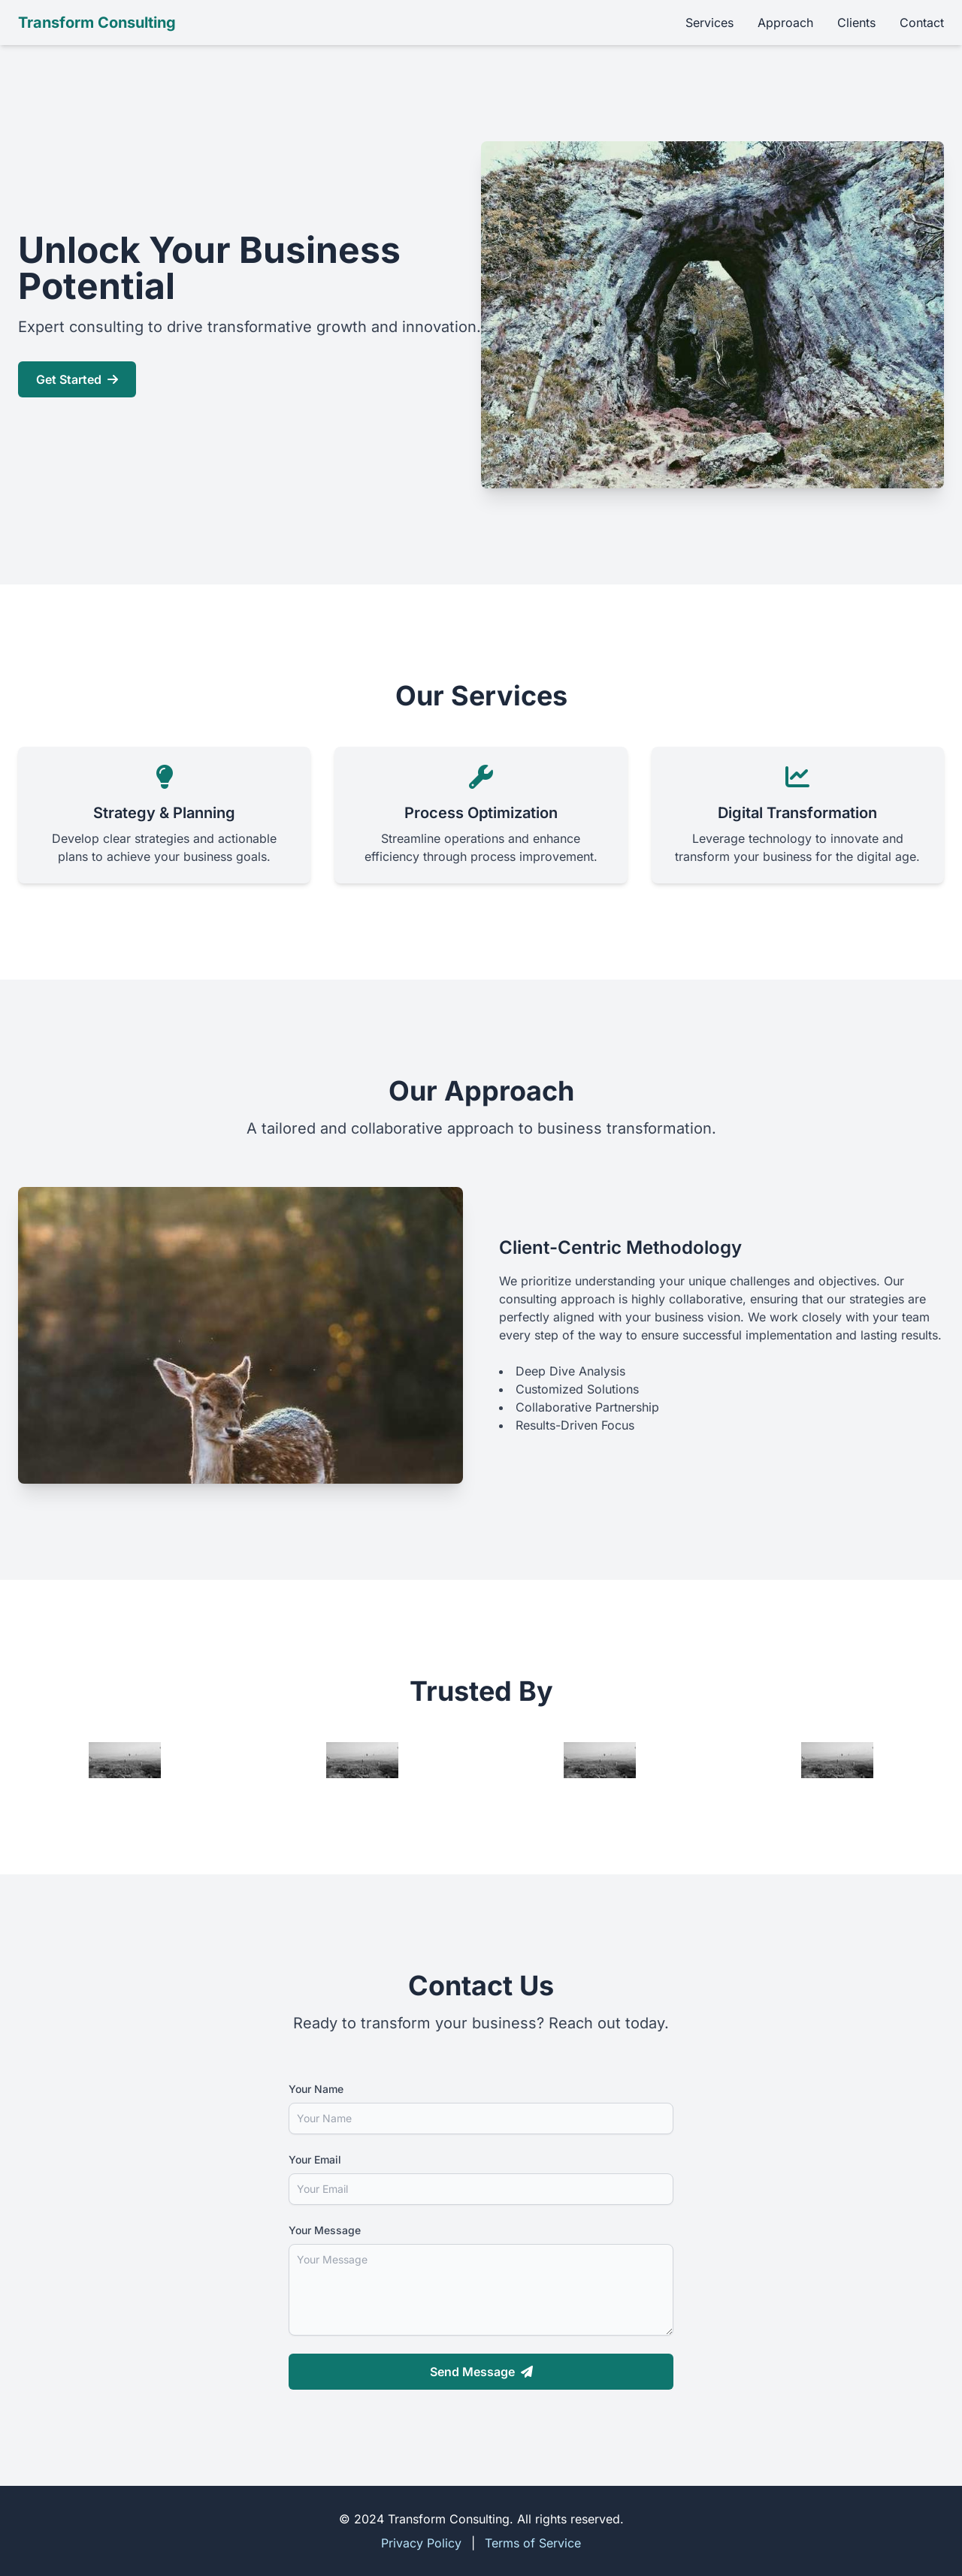 Transform Consulting
Services
Approach
Clients
Contact
Unlock Your Business
Potential
Expert consulting to drive transformative growth and innovation.
Get Started
Our Services
Strategy & Planning
Develop clear strategies and actionable
plans to achieve your business goals.
Process Optimization
Streamline operations and enhance
efficiency through process improvement.
Digital Transformation
Leverage technology to innovate and
transform your business for the digital age.
Our Approach
A tailored and collaborative approach to business transformation.
Client-Centric Methodology
We prioritize understanding your unique challenges and objectives. Our
consulting approach is highly collaborative, ensuring that our strategies are
perfectly aligned with your business vision. We work closely with your team
every step of the way to ensure successful implementation and lasting results.
• Deep Dive Analysis
• Customized Solutions
• Collaborative Partnership
• Results-Driven Focus
Trusted By
Contact Us
Ready to transform your business? Reach out today.
Your Name
Your Name
Your Email
Your Email
Your Message
Your Message
Send Message
© 2024 Transform Consulting. All rights reserved.
Privacy Policy | Terms of Service